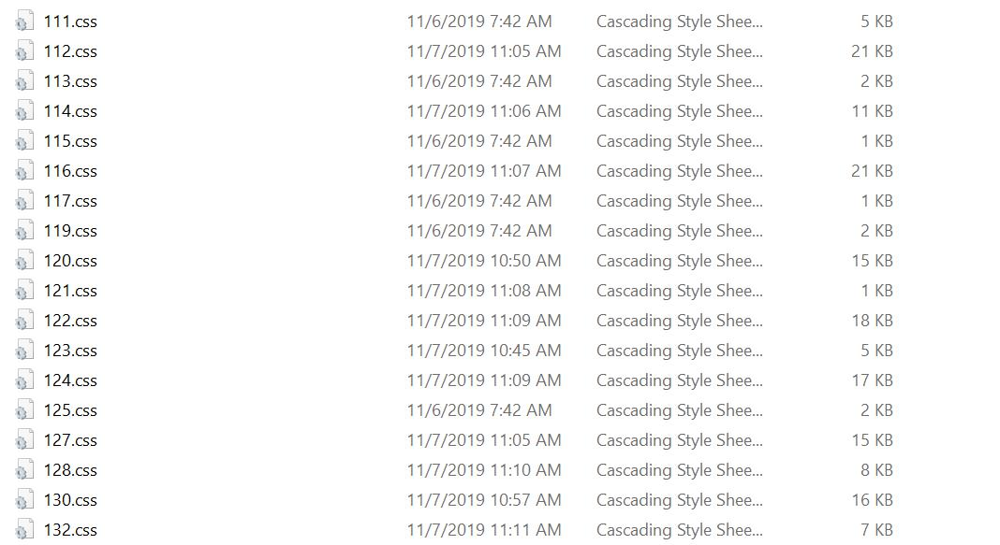 111.css 11/6/2019 7:42 AM Cascading Style Shee... 5 KB
112.css 11/7/2019 11:05 AM Cascading Style Shee... 21 KB
113.css 11/6/2019 7:42 AM Cascading Style Shee... 2 KB
114.css 11/7/2019 11:06 AM Cascading Style Shee... 11 KB
115.css 11/6/2019 7:42 AM Cascading Style Shee... 1 KB
116.css 11/7/2019 11:07 AM Cascading Style Shee... 21 KB
117.css 11/6/2019 7:42 AM Cascading Style Shee... 1 KB
119.css 11/6/2019 7:42 AM Cascading Style Shee... 2 KB
120.css 11/7/2019 10:50 AM Cascading Style Shee... 15 KB
121.css 11/7/2019 11:08 AM Cascading Style Shee... 1 KB
122.css 11/7/2019 11:09 AM Cascading Style Shee... 18 KB
123.css 11/7/2019 10:45 AM Cascading Style Shee... 5 KB
124.css 11/7/2019 11:09 AM Cascading Style Shee... 17 KB
125.css 11/6/2019 7:42 AM Cascading Style Shee... 2 KB
127.css 11/7/2019 11:05 AM Cascading Style Shee... 15 KB
128.css 11/7/2019 11:10 AM Cascading Style Shee... 8 KB
130.css 11/7/2019 10:57 AM Cascading Style Shee... 16 KB
132.css 11/7/2019 11:11 AM Cascading Style Shee... 7 KB